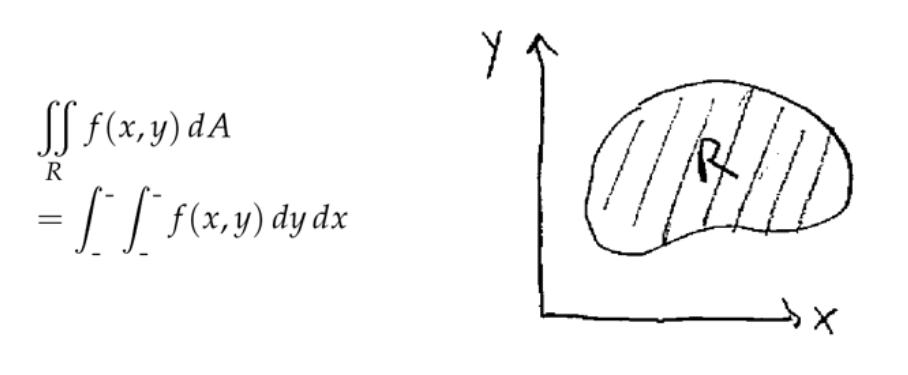 ∬_R f(x,y) dA
= ∫_-^- ∫_-^- f(x,y) dy dx
y
R
x